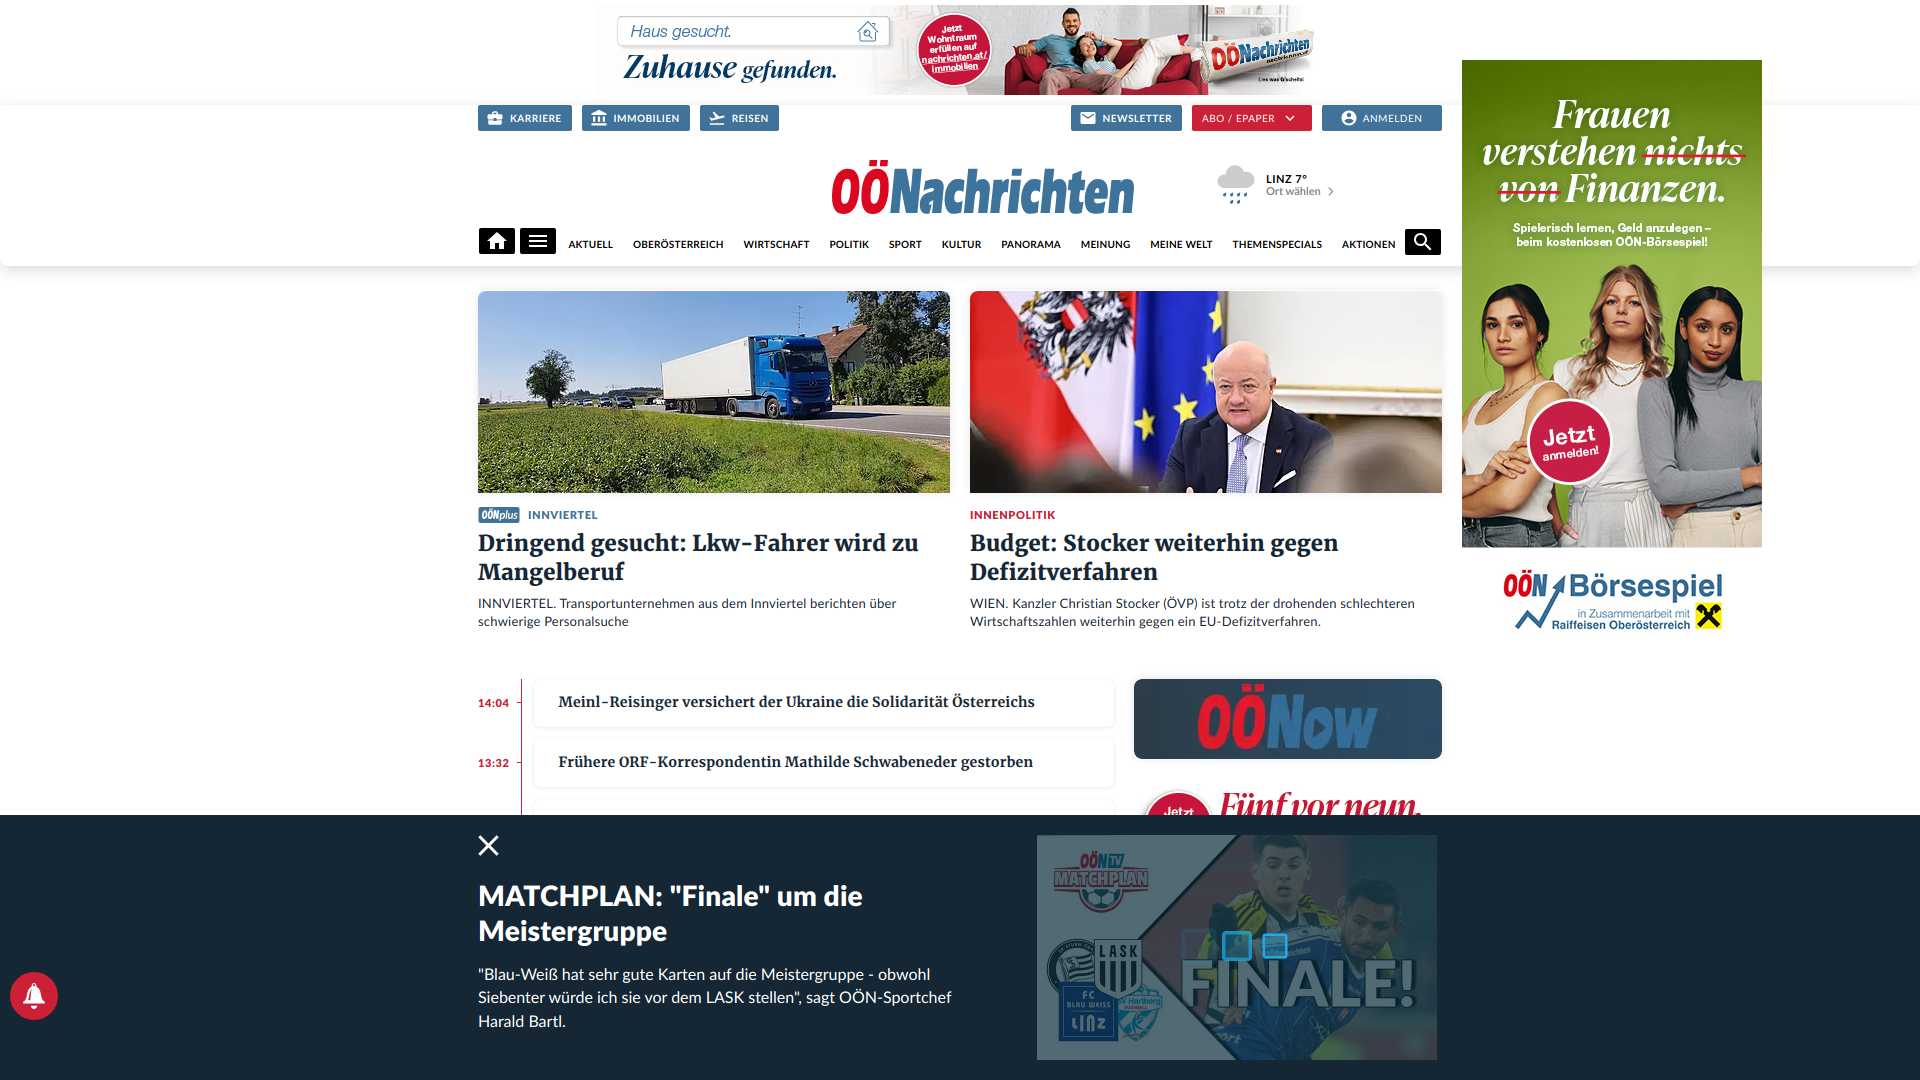 Haus gesucht.
Zuhause gefunden.
Jetzt
Wohntraum
erfüllen auf
nachrichten.at/
immobilien
OÖNachrichten
Lies was G'scheits!
KARRIERE
IMMOBILIEN
REISEN
NEWSLETTER
ABO / EPAPER
ANMELDEN
OÖNachrichten
LINZ 7°
Ort wählen
AKTUELL
OBERÖSTERREICH
WIRTSCHAFT
POLITIK
SPORT
KULTUR
PANORAMA
MEINUNG
MEINE WELT
THEMENSPECIALS
AKTIONEN
Frauen
verstehen nichts
von Finanzen.
Spielerisch lernen, Geld anzulegen –
beim kostenlosen OÖN-Börsespiel!
Jetzt
anmelden!
OÖN Börsespiel
in Zusammenarbeit mit
Raiffeisen Oberösterreich
OÖNplus INNVIERTEL
Dringend gesucht: Lkw-Fahrer wird zu
Mangelberuf
INNVIERTEL. Transportunternehmen aus dem Innviertel berichten über
schwierige Personalsuche
INNENPOLITIK
Budget: Stocker weiterhin gegen
Defizitverfahren
WIEN. Kanzler Christian Stocker (ÖVP) ist trotz der drohenden schlechteren
Wirtschaftszahlen weiterhin gegen ein EU-Defizitverfahren.
14:04
Meinl-Reisinger versichert der Ukraine die Solidarität Österreichs
13:32
Frühere ORF-Korrespondentin Mathilde Schwabeneder gestorben
OÖNow
Jetzt
Fünf vor neun.
MATCHPLAN: "Finale" um die
Meistergruppe
"Blau-Weiß hat sehr gute Karten auf die Meistergruppe - obwohl
Siebenter würde ich sie vor dem LASK stellen", sagt OÖN-Sportchef
Harald Bartl.
OÖN TV
MATCHPLAN
LASK
FC
BLAU WEISS
LINZ
Hartberg
FINALE!